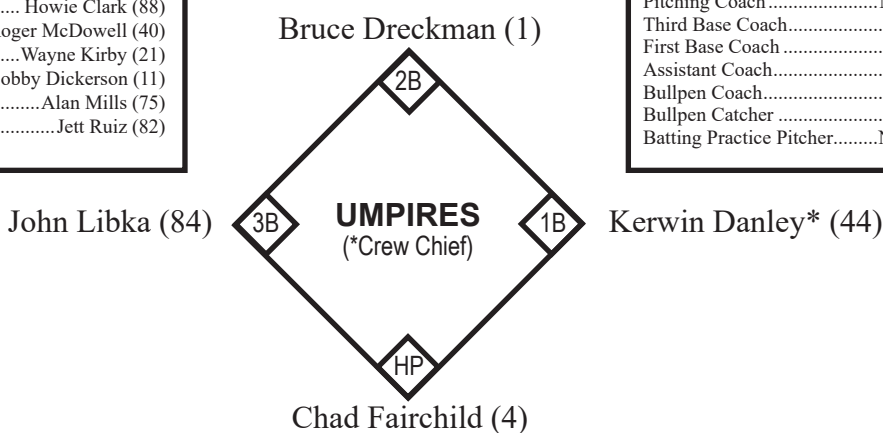 .... Howie Clark (88)
oger McDowell (40)
....Wayne Kirby (21)
obby Dickerson (11)
.........Alan Mills (75)
............Jett Ruiz (82)
Pitching Coach
Third Base Coach
First Base Coach
Assistant Coach
Bullpen Coach
Bullpen Catcher
Batting Practice Pitcher
Bruce Dreckman (1)
2B
John Libka (84)
3B
UMPIRES
(*Crew Chief)
1B
Kerwin Danley* (44)
HP
Chad Fairchild (4)